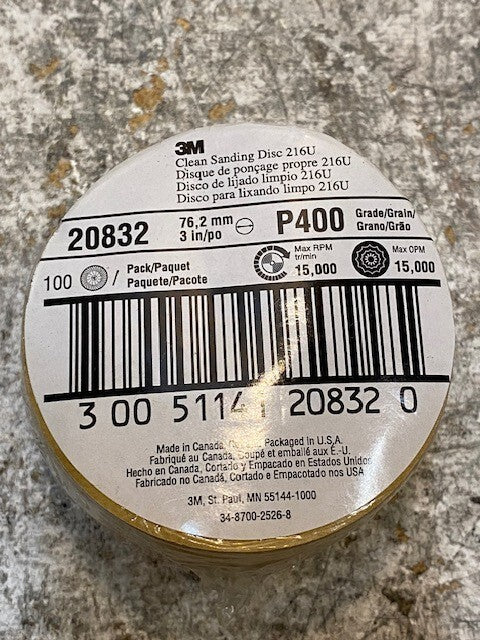 3M
Clean Sanding Disc 216U
Disque de ponçage propre 216U
Disco de lijado limpio 216U
Disco para lixando limpo 216U
20832
76,2 mm
3 in/po
P400
Grade/Grain/
Grano/Grão
100
/
Pack/Paquet
Paquete/Pacote
Max RPM
tr/min
15,000
Max OPM
15,000
3 00 51141 20832 0
Made in Canada, Packaged in U.S.A.
Fabriqué au Canada, Coupé et emballé aux É.-U.
Hecho en Canada, Cortado y Empacado en Estados Unidos
Fabricado no Canadá, Cortado e Empacotado nos USA
3M, St. Paul, MN 55144-1000
34-8700-2526-8